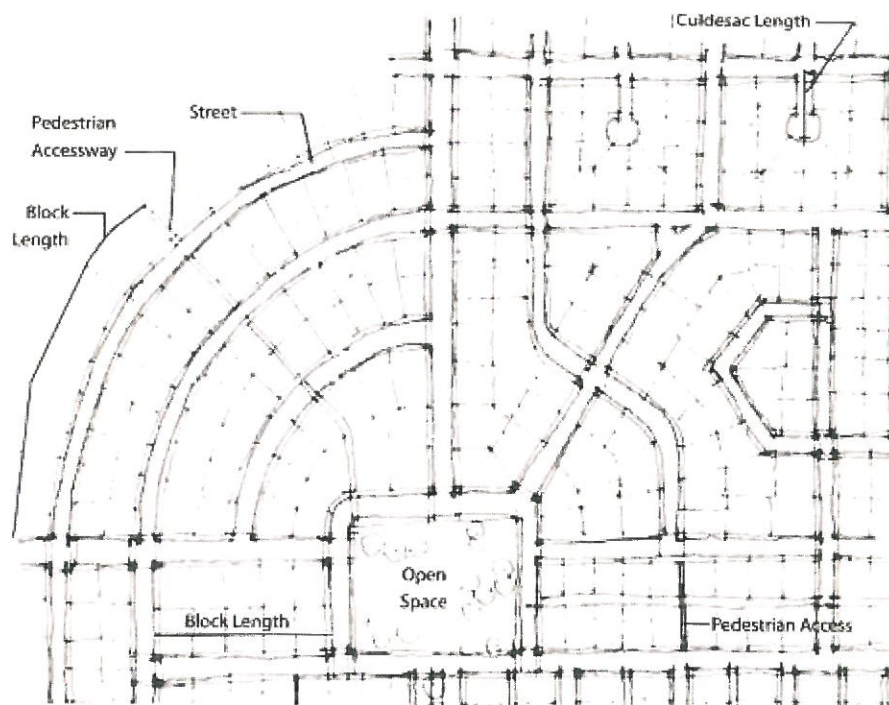 Culdesac Length
Street
Pedestrian
Accessway
Block
Length
Open
Space
Block Length
Pedestrian Access